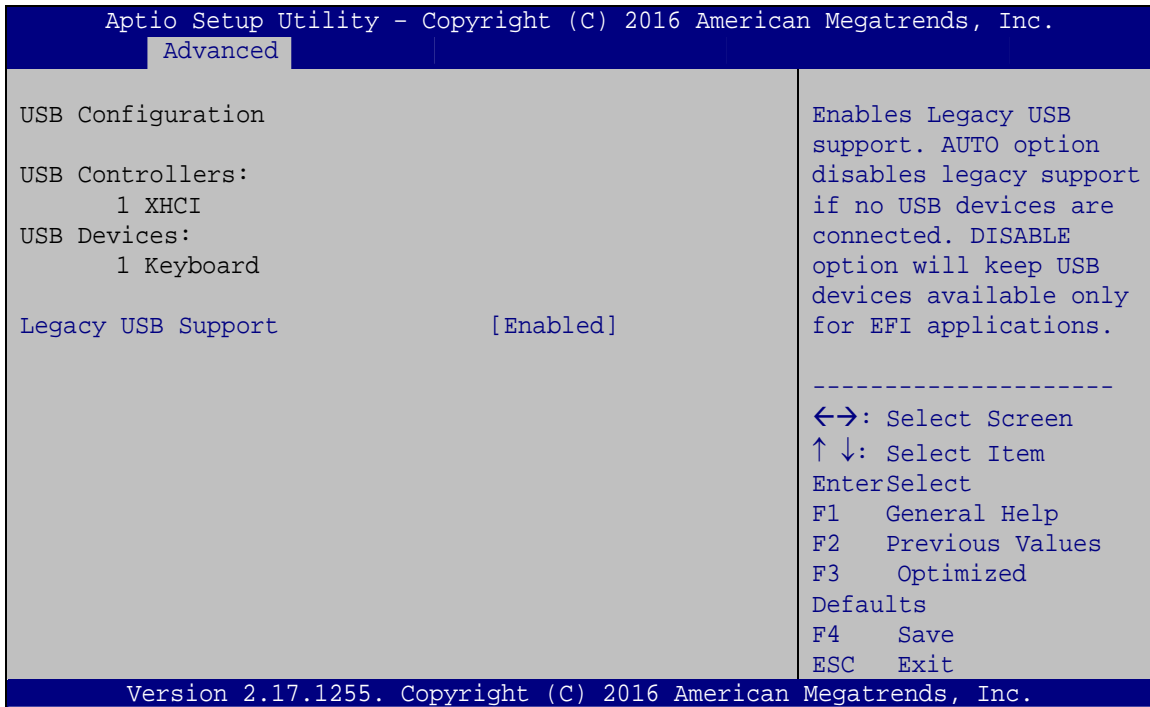 Aptio Setup Utility – Copyright (C) 2016 American Megatrends, Inc.
Advanced
USB Configuration
USB Controllers:
1 XHCI
USB Devices:
1 Keyboard
Legacy USB Support [Enabled]
Enables Legacy USB
support. AUTO option
disables legacy support
if no USB devices are
connected. DISABLE
option will keep USB
devices available only
for EFI applications.
---------------------
←→: Select Screen
↑ ↓: Select Item
EnterSelect
F1 General Help
F2 Previous Values
F3 Optimized
Defaults
F4 Save
ESC Exit
Version 2.17.1255. Copyright (C) 2016 American Megatrends, Inc.